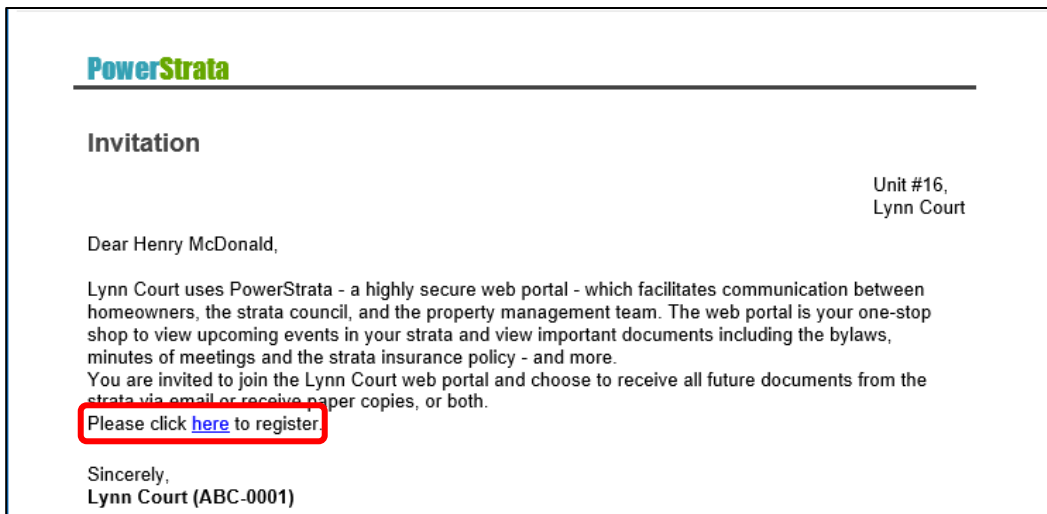 PowerStrata
Invitation
Unit #16,
Lynn Court
Dear Henry McDonald,
Lynn Court uses PowerStrata - a highly secure web portal - which facilitates communication between
homeowners, the strata council, and the property management team. The web portal is your one-stop
shop to view upcoming events in your strata and view important documents including the bylaws,
minutes of meetings and the strata insurance policy - and more.
You are invited to join the Lynn Court web portal and choose to receive all future documents from the
strata via email or receive paper copies, or both.
Please click here to register.
Sincerely,
Lynn Court (ABC-0001)